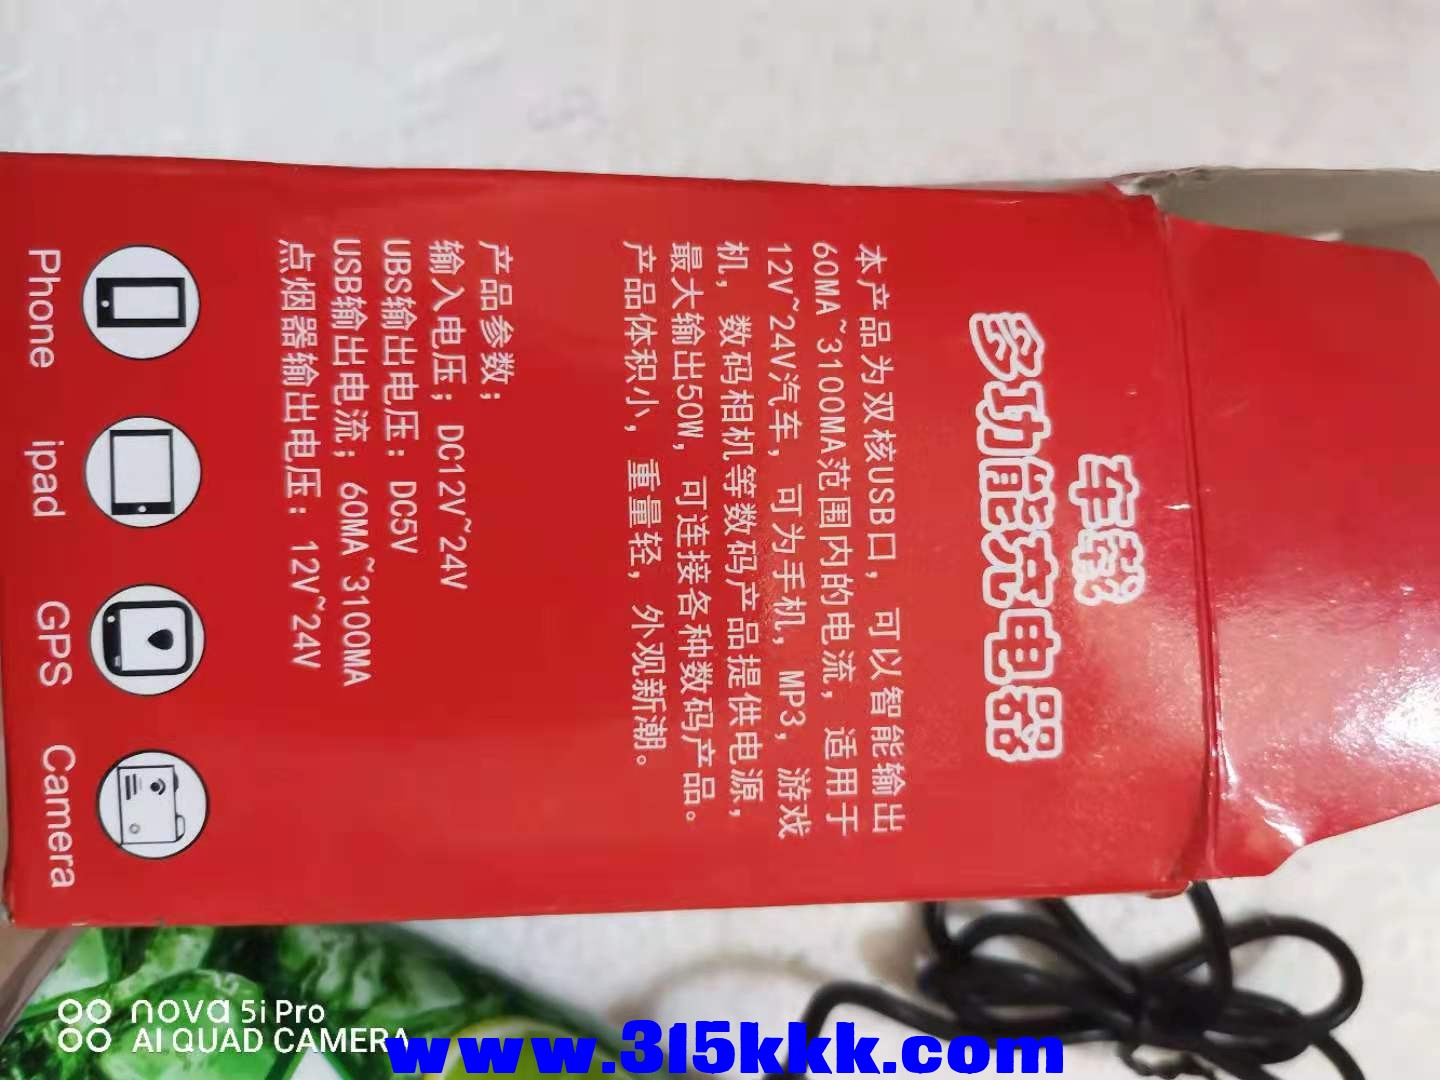 车载
多功能充电器
本产品为双核USB口，可以智能输出
60MA~3100MA范围内的电流，适用于
12V~24V汽车，可为手机，MP3，游戏
机，数码相机等数码产品提供电源，
最大输出50W，可连接各种数码产品。
产品体积小，重量轻，外观新潮。
产品参数；
输入电压；DC12V~24V
UBS输出电压：DC5V
USB输出电流；60MA~3100MA
点烟器输出电压：12V~24V
Phone
ipad
GPS
Camera
nova 5i Pro
AI QUAD CAMERA
www.315kkk.com